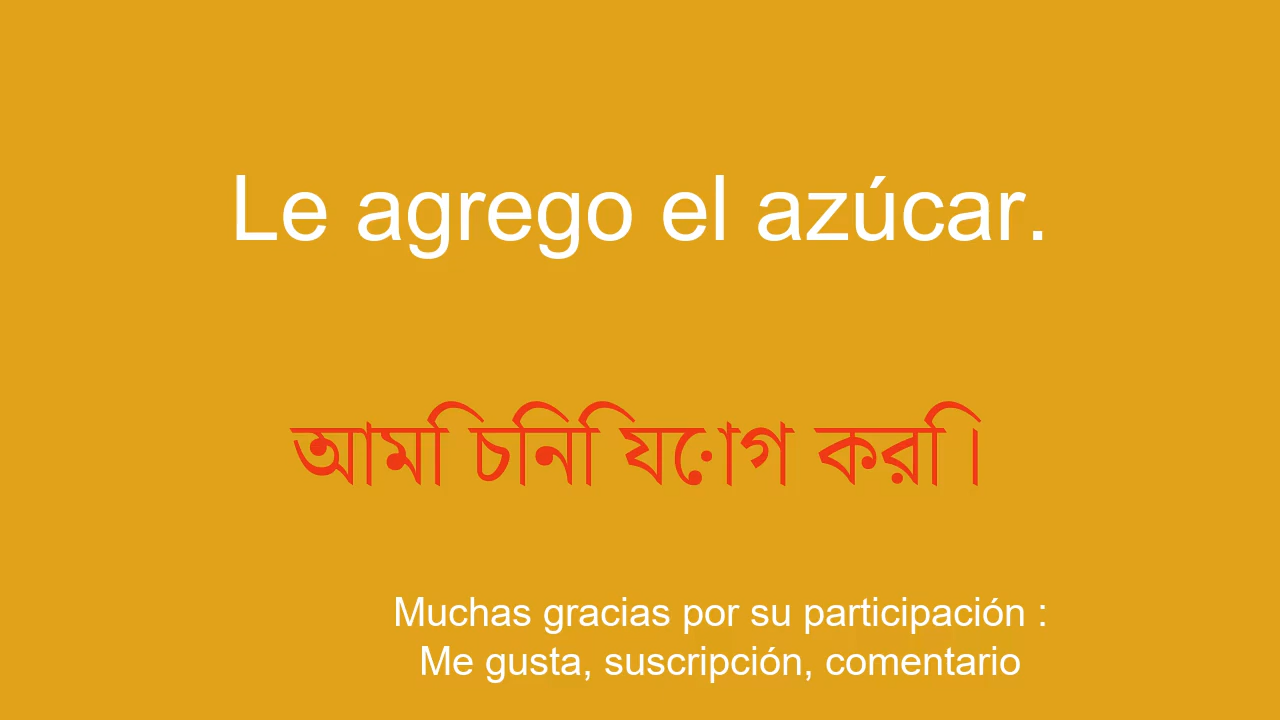 Le agrego el azúcar.
আমি চিনি যোগ করি।
Muchas gracias por su participación :
Me gusta, suscripción, comentario